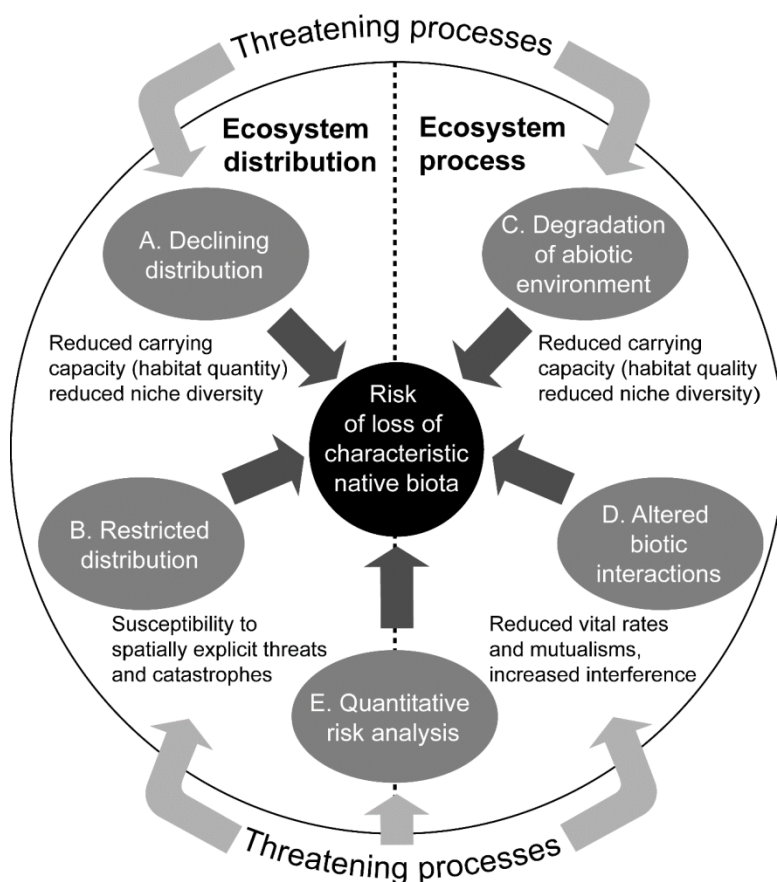 Threatening processes
Ecosystem
distribution
Ecosystem
process
A. Declining
distribution
C. Degradation
of abiotic
environment
Reduced carrying
capacity (habitat quantity)
reduced niche diversity
Reduced carrying
capacity (habitat quality
reduced niche diversity)
Risk
of loss of
characteristic
native biota
B. Restricted
distribution
D. Altered
biotic
interactions
Susceptibility to
spatially explicit threats
and catastrophes
Reduced vital rates
and mutualisms,
increased interference
E. Quantitative
risk analysis
Threatening processes